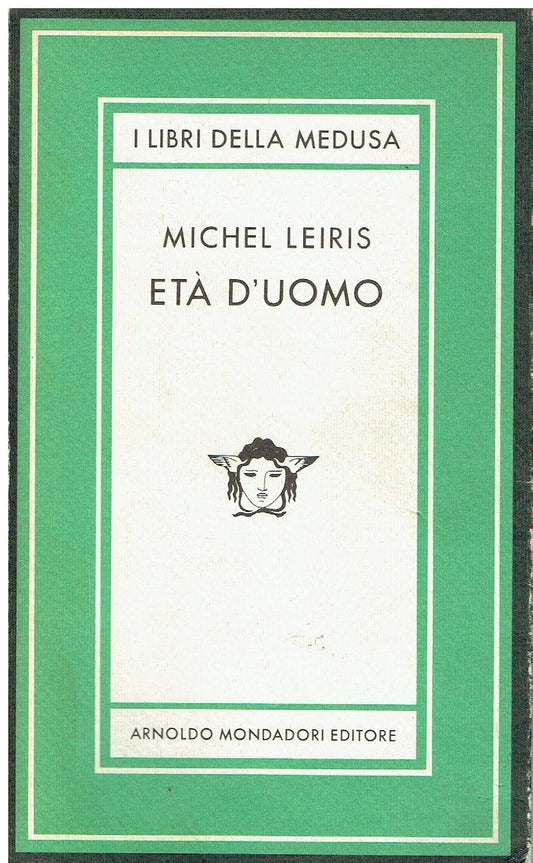 I LIBRI DELLA MEDUSA
MICHEL LEIRIS
ETÀ D'UOMO
ARNOLDO MONDADORI EDITORE